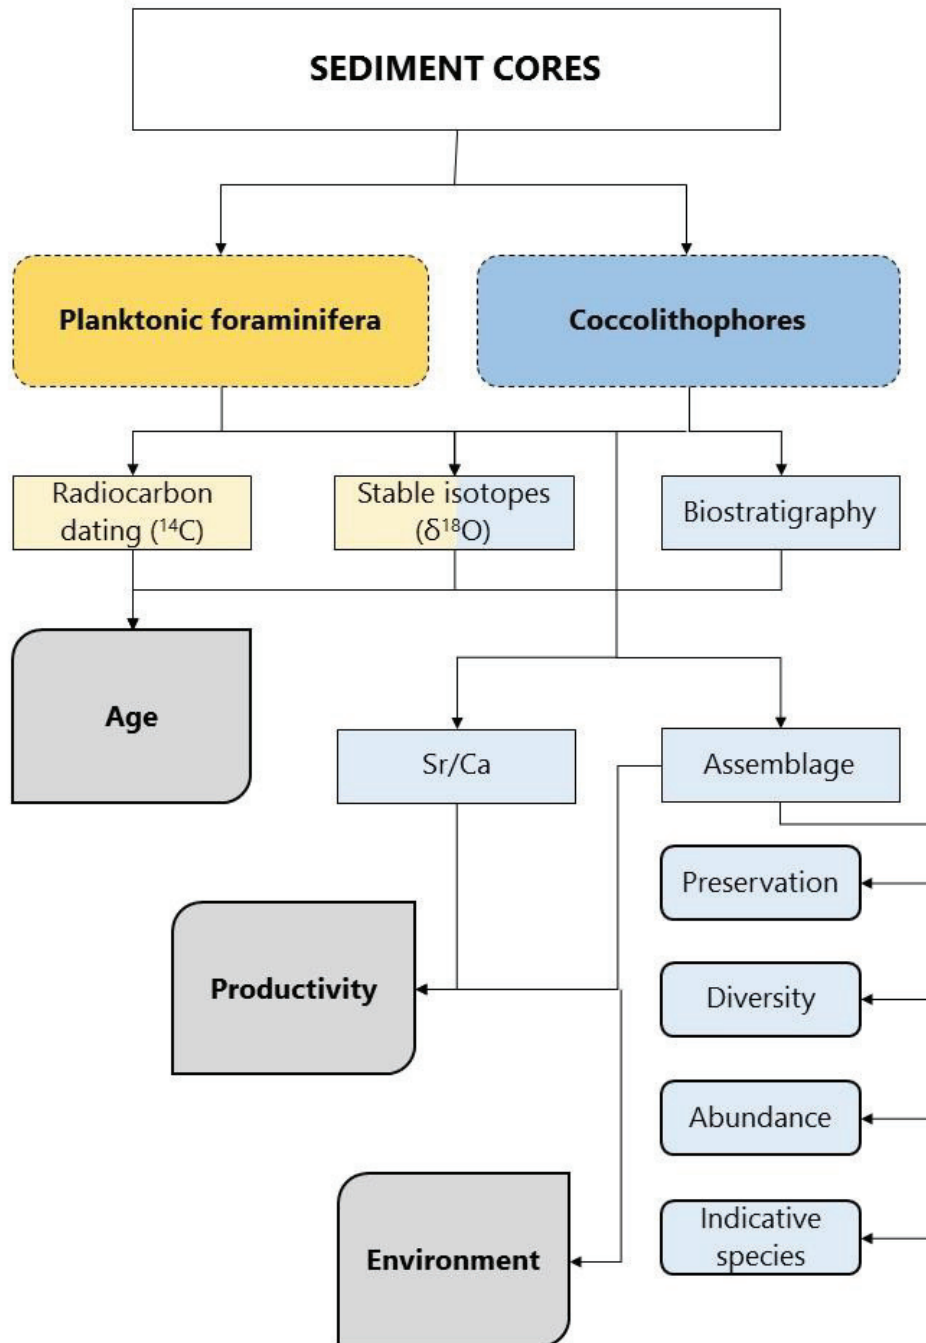 SEDIMENT CORES
Planktonic foraminifera
Coccolithophores
Radiocarbon
dating (¹⁴C)
Stable isotopes
(δ¹⁸O)
Biostratigraphy
Age
Sr/Ca
Assemblage
Preservation
Productivity
Diversity
Abundance
Indicative
species
Environment